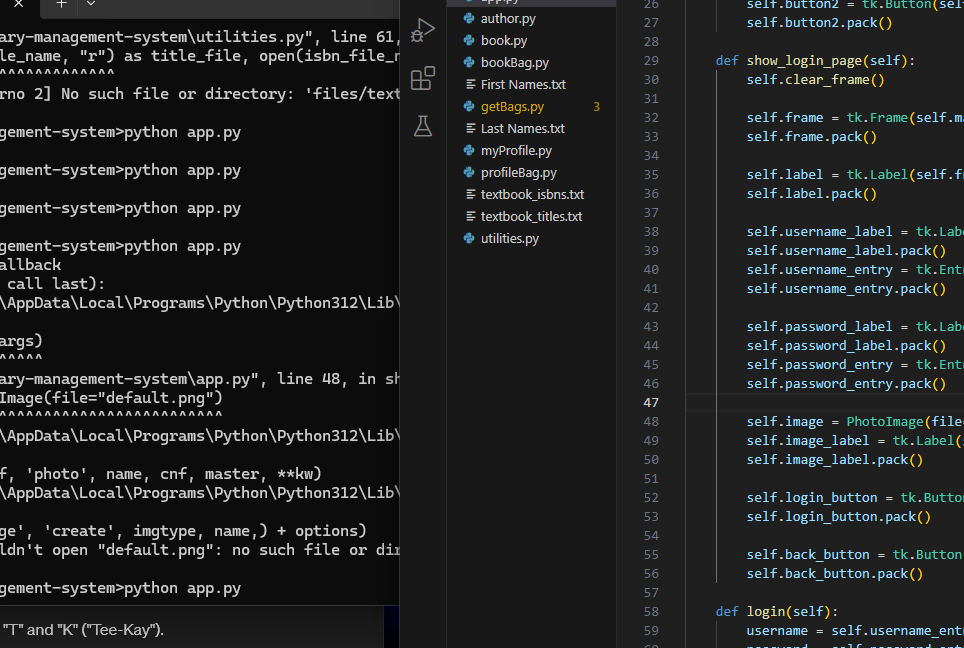 ary-management-system\utilities.py", line 61,
le_name, "r") as title_file, open(isbn_file_n
^^^^^^^^^^^^^
rno 2] No such file or directory: 'files/text
gement-system>python app.py
gement-system>python app.py
gement-system>python app.py
gement-system>python app.py
allback
 call last):
\AppData\Local\Programs\Python\Python312\Lib\
args)
^^^^^
ary-management-system\app.py", line 48, in sh
Image(file="default.png")
^^^^^^^^^^^^^^^^^^^^^^^^^
\AppData\Local\Programs\Python\Python312\Lib\
f, 'photo', name, cnf, master, **kw)
\AppData\Local\Programs\Python\Python312\Lib\
ge', 'create', imgtype, name,) + options)
ldn't open "default.png": no such file or dir
gement-system>python app.py
"T" and "K" ("Tee-Kay").
app.py
author.py
book.py
bookBag.py
First Names.txt
getBags.py 3
Last Names.txt
myProfile.py
profileBag.py
textbook_isbns.txt
textbook_titles.txt
utilities.py
26 self.button2 = tk.Button(sel
27 self.button2.pack()
28
29 def show_login_page(self):
30 self.clear_frame()
31
32 self.frame = tk.Frame(self.ma
33 self.frame.pack()
34
35 self.label = tk.Label(self.fr
36 self.label.pack()
37
38 self.username_label = tk.Labe
39 self.username_label.pack()
40 self.username_entry = tk.Entr
41 self.username_entry.pack()
42
43 self.password_label = tk.Labe
44 self.password_label.pack()
45 self.password_entry = tk.Entr
46 self.password_entry.pack()
47
48 self.image = PhotoImage(file
49 self.image_label = tk.Label(s
50 self.image_label.pack()
51
52 self.login_button = tk.Butto
53 self.login_button.pack()
54
55 self.back_button = tk.Button
56 self.back_button.pack()
57
58 def login(self):
59 username = self.username_ent